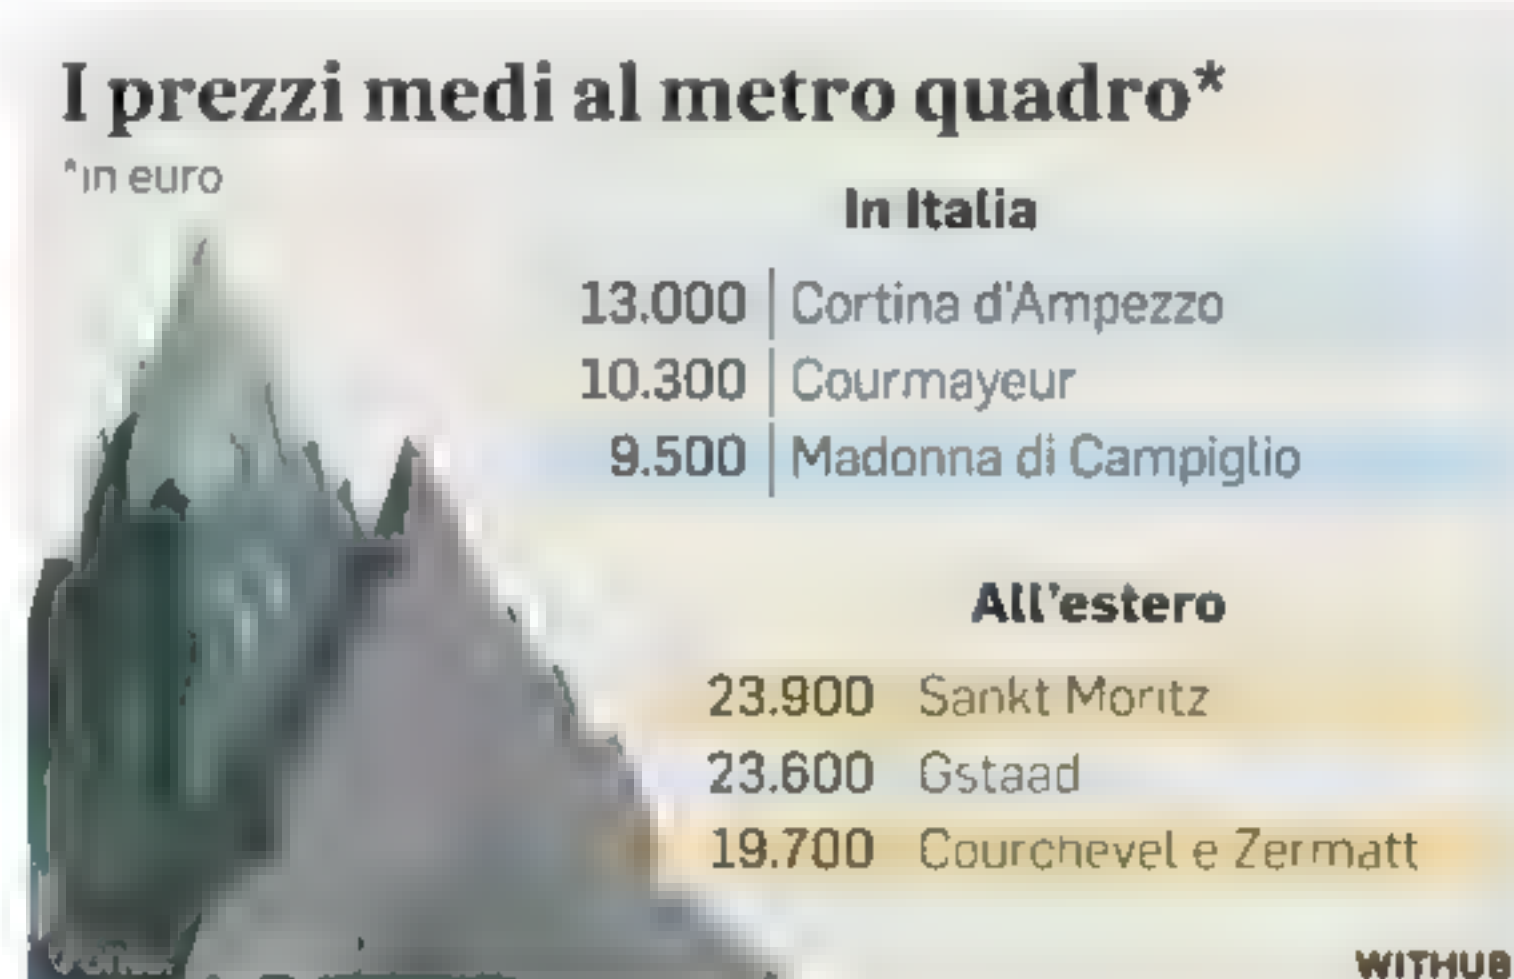 I prezzi medi al metro quadro*
*in euro
In Italia
13.000 Cortina d'Ampezzo
10.300 Courmayeur
9.500 Madonna di Campiglio
All'estero
23.900 Sankt Moritz
23.600 Gstaad
19.700 Courchevel e Zermatt
WITHUB